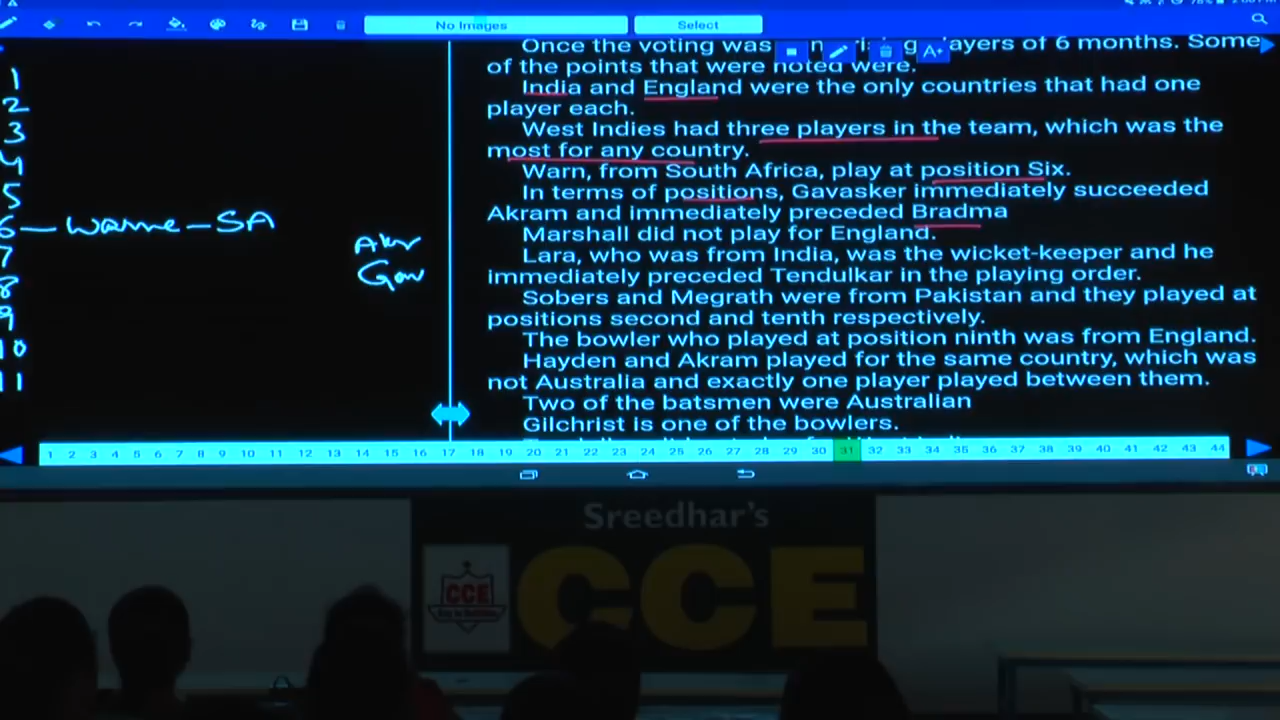 No Images
Select
1
2
3
4
5
6 — Warne - SA
7
8
9
10
11
Akr
Gav
Once the voting was
ayers of 6 months. Some
of the points that were noted were.
India and England were the only countries that had one
player each.
West Indies had three players in the team, which was the
most for any country.
Warn, from South Africa, play at position Six.
In terms of positions, Gavasker immediately succeeded
Akram and immediately preceded Bradma
Marshall did not play for England.
Lara, who was from India, was the wicket-keeper and he
immediately preceded Tendulkar in the playing order.
Sobers and Megrath were from Pakistan and they played at
positions second and tenth respectively.
The bowler who played at position ninth was from England.
Hayden and Akram played for the same country, which was
not Australia and exactly one player played between them.
Two of the batsmen were Australian
Gilchrist is one of the bowlers.
1 2 3 4 5 6 7 8 9 10 11 12 13 14 15 16 17 18 19 20 21 22 23 24 25 26 27 28 29 30 31 32 33 34 35 36 37 38 39 40 41 42 43 44
Sreedhar's
CCE
CCE